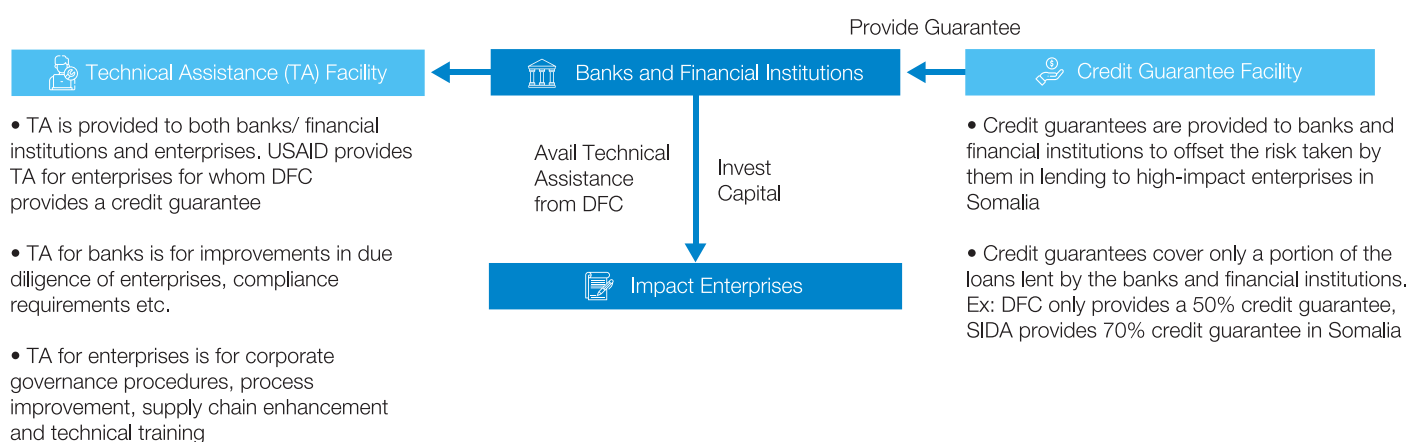 Provide Guarantee
Technical Assistance (TA) Facility
Banks and Financial Institutions
Credit Guarantee Facility
• TA is provided to both banks/ financial
institutions and enterprises. USAID provides
TA for enterprises for whom DFC
provides a credit guarantee
• TA for banks is for improvements in due
diligence of enterprises, compliance
requirements etc.
• TA for enterprises is for corporate
governance procedures, process
improvement, supply chain enhancement
and technical training
Avail Technical
Assistance
from DFC
Invest
Capital
Impact Enterprises
• Credit guarantees are provided to banks and
financial institutions to offset the risk taken by
them in lending to high-impact enterprises in
Somalia
• Credit guarantees cover only a portion of the
loans lent by the banks and financial institutions.
Ex: DFC only provides a 50% credit guarantee,
SIDA provides 70% credit guarantee in Somalia